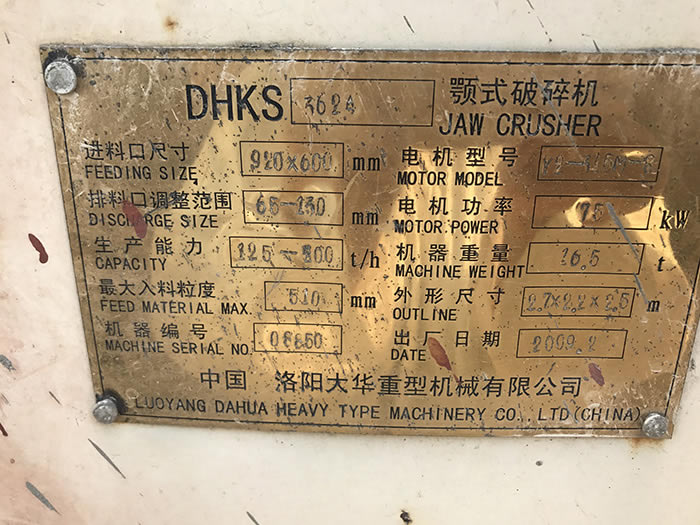 DHKS 3624 颚式破碎机
JAW CRUSHER
进料口尺寸 920×600 mm
FEEDING SIZE
排料口调整范围 65-150 mm
DISCHARGE SIZE
生产能力 t/h
CAPACITY
最大入料粒度 510 mm
FEED MATERIAL MAX.
机器编号
MACHINE SERIAL NO.
电机型号
MOTOR MODEL
电机功率 75 kW
MOTOR POWER
机器重量 16.5 t
MACHINE WEIGHT
外形尺寸 2.7×2.2×2.5 m
OUTLINE
出厂日期 2009.2
DATE
中国 洛阳大华重型机械有限公司
LUOYANG DAHUA HEAVY TYPE MACHINERY CO., LTD(CHINA)